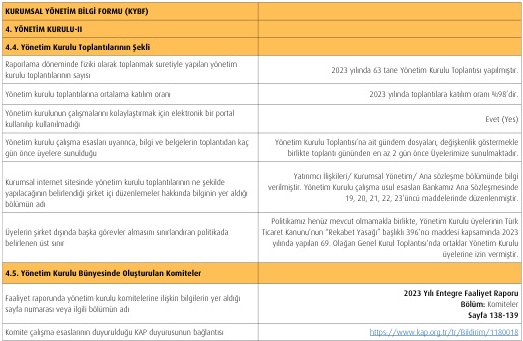 KURUMSAL YÖNETİM BİLGİ FORMU (KYBF)
4. YÖNETİM KURULU-II
4.4. Yönetim Kurulu Toplantılarının Şekli
Raporlama döneminde fiziki olarak toplanmak suretiyle yapılan yönetim
kurulu toplantılarının sayısı
2023 yılında 63 tane Yönetim Kurulu Toplantısı yapılmıştır.
Yönetim kurulu toplantılarına ortalama katılım oranı
2023 yılında toplantılara katılım oranı %98'dir.
Yönetim kurulunun çalışmalarını kolaylaştırmak için elektronik bir portal
kullanılıp kullanılmadığı
Evet (Yes)
Yönetim kurulu çalışma esasları uyarınca, bilgi ve belgelerin toplantıdan kaç
gün önce üyelere sunulduğu
Yönetim Kurulu Toplantısı'na ait gündem dosyaları, değişkenlik göstermekle
birlikte toplantı gününden en az 2 gün önce Üyelerimize sunulmaktadır.
Kurumsal internet sitesinde yönetim kurulu toplantılarının ne şekilde
yapılacağının belirlendiği şirket içi düzenlemeler hakkında bilginin yer aldığı
bölümün adı
Yatırımcı İlişkileri/ Kurumsal Yönetim/ Ana sözleşme bölümünde bilgi
verilmiştir. Yönetim Kurulu çalışma usul esasları Bankamız Ana Sözleşmesinde
19, 20, 21, 22, 23'üncü maddelerinde düzenlenmiştir.
Üyelerin şirket dışında başka görevler almasını sınırlandıran politikada
belirlenen üst sınır
Politikamız henüz mevcut olmamakla birlikte, Yönetim Kurulu üyelerinin Türk
Ticaret Kanunu'nun "Rekabet Yasağı" başlıklı 396'ncı maddesi kapsamında 2023
yılında yapılan 69. Olağan Genel Kurul Toplantısı'nda ortaklar Yönetim Kurulu
üyelerine izin vermiştir.
4.5. Yönetim Kurulu Bünyesinde Oluşturulan Komiteler
Faaliyet raporunda yönetim kurulu komitelerine ilişkin bilgilerin yer aldığı
sayfa numarası veya ilgili bölümün adı
2023 Yılı Entegre Faaliyet Raporu
Bölüm: Komiteler
Sayfa 138-139
Komite çalışma esaslarının duyurulduğu KAP duyurusunun bağlantısı
https://www.kap.org.tr/tr/Bildirim/1180018